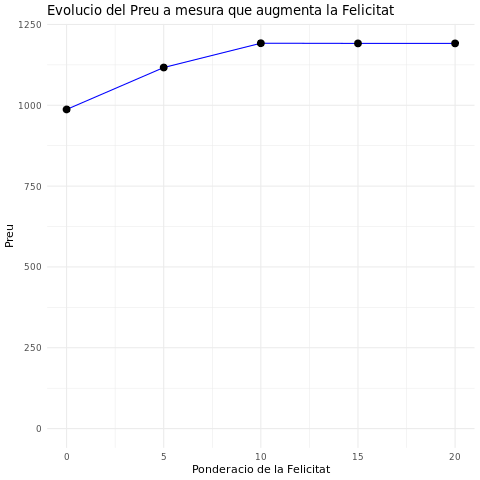 Evolucio del Preu a mesura que augmenta la Felicitat
1250
1000
750
500
250
0
Preu
0 5 10 15 20
Ponderacio de la Felicitat